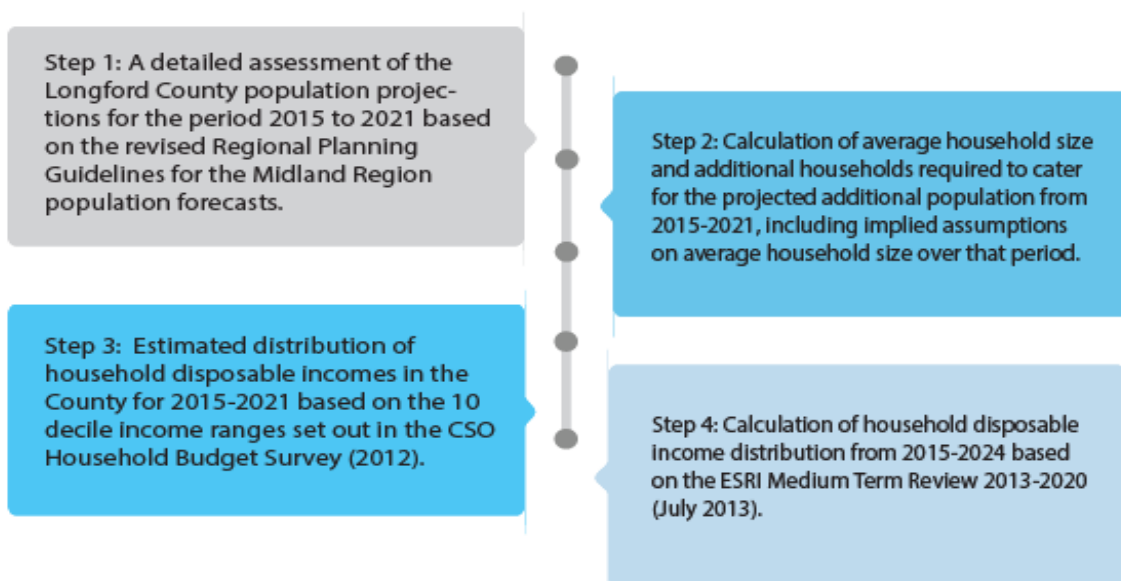 Step 1: A detailed assessment of the
Longford County population projec-
tions for the period 2015 to 2021 based
on the revised Regional Planning
Guidelines for the Midland Region
population forecasts.
Step 2: Calculation of average household size
and additional households required to cater
for the projected additional population from
2015-2021, including implied assumptions
on average household size over that period.
Step 3:  Estimated distribution of
household disposable incomes in the
County for 2015-2021 based on the 10
decile income ranges set out in the CSO
Household Budget Survey (2012).
Step 4: Calculation of household disposable
income distribution from 2015-2024 based
on the ESRI Medium Term Review 2013-2020
(July 2013).